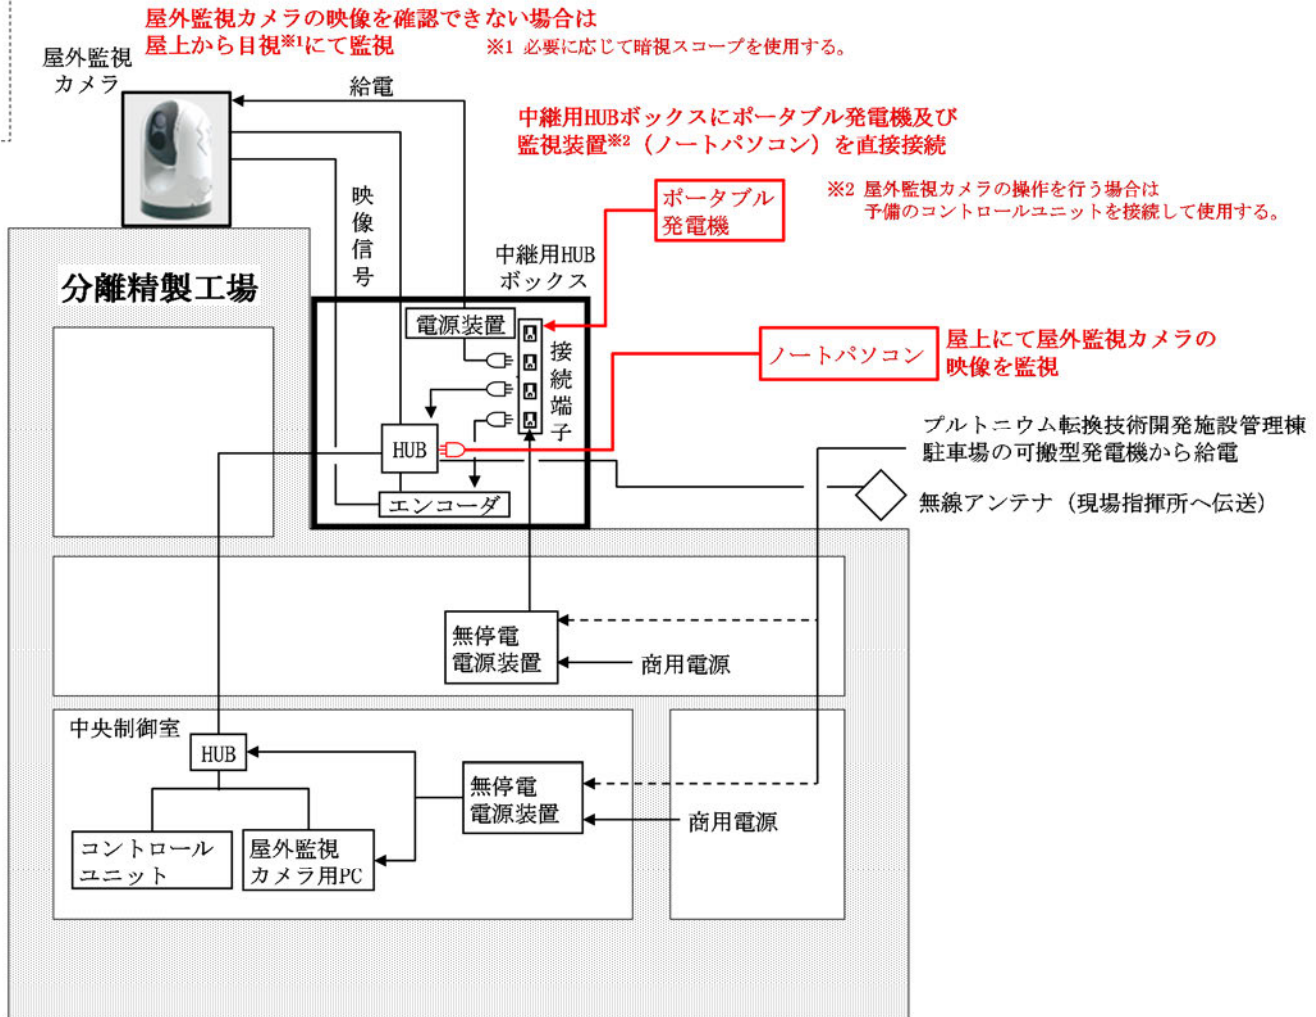 屋外監視カメラの映像を確認できない場合は
屋上から目視※1にて監視
※1 必要に応じて暗視スコープを使用する。
屋外監視
カメラ
給電
中継用HUBボックスにポータブル発電機及び
監視装置※2（ノートパソコン）を直接接続
ポータブル
発電機
※2 屋外監視カメラの操作を行う場合は
予備のコントロールユニットを接続して使用する。
映像信号
中継用HUB
ボックス
分離精製工場
電源装置
接続端子
ノートパソコン
屋上にて屋外監視カメラの
映像を監視
HUB
エンコーダ
プルトニウム転換技術開発施設管理棟
駐車場の可搬型発電機から給電
無線アンテナ（現場指揮所へ伝送）
無停電
電源装置
商用電源
中央制御室
HUB
無停電
電源装置
商用電源
コントロール
ユニット
屋外監視
カメラ用PC